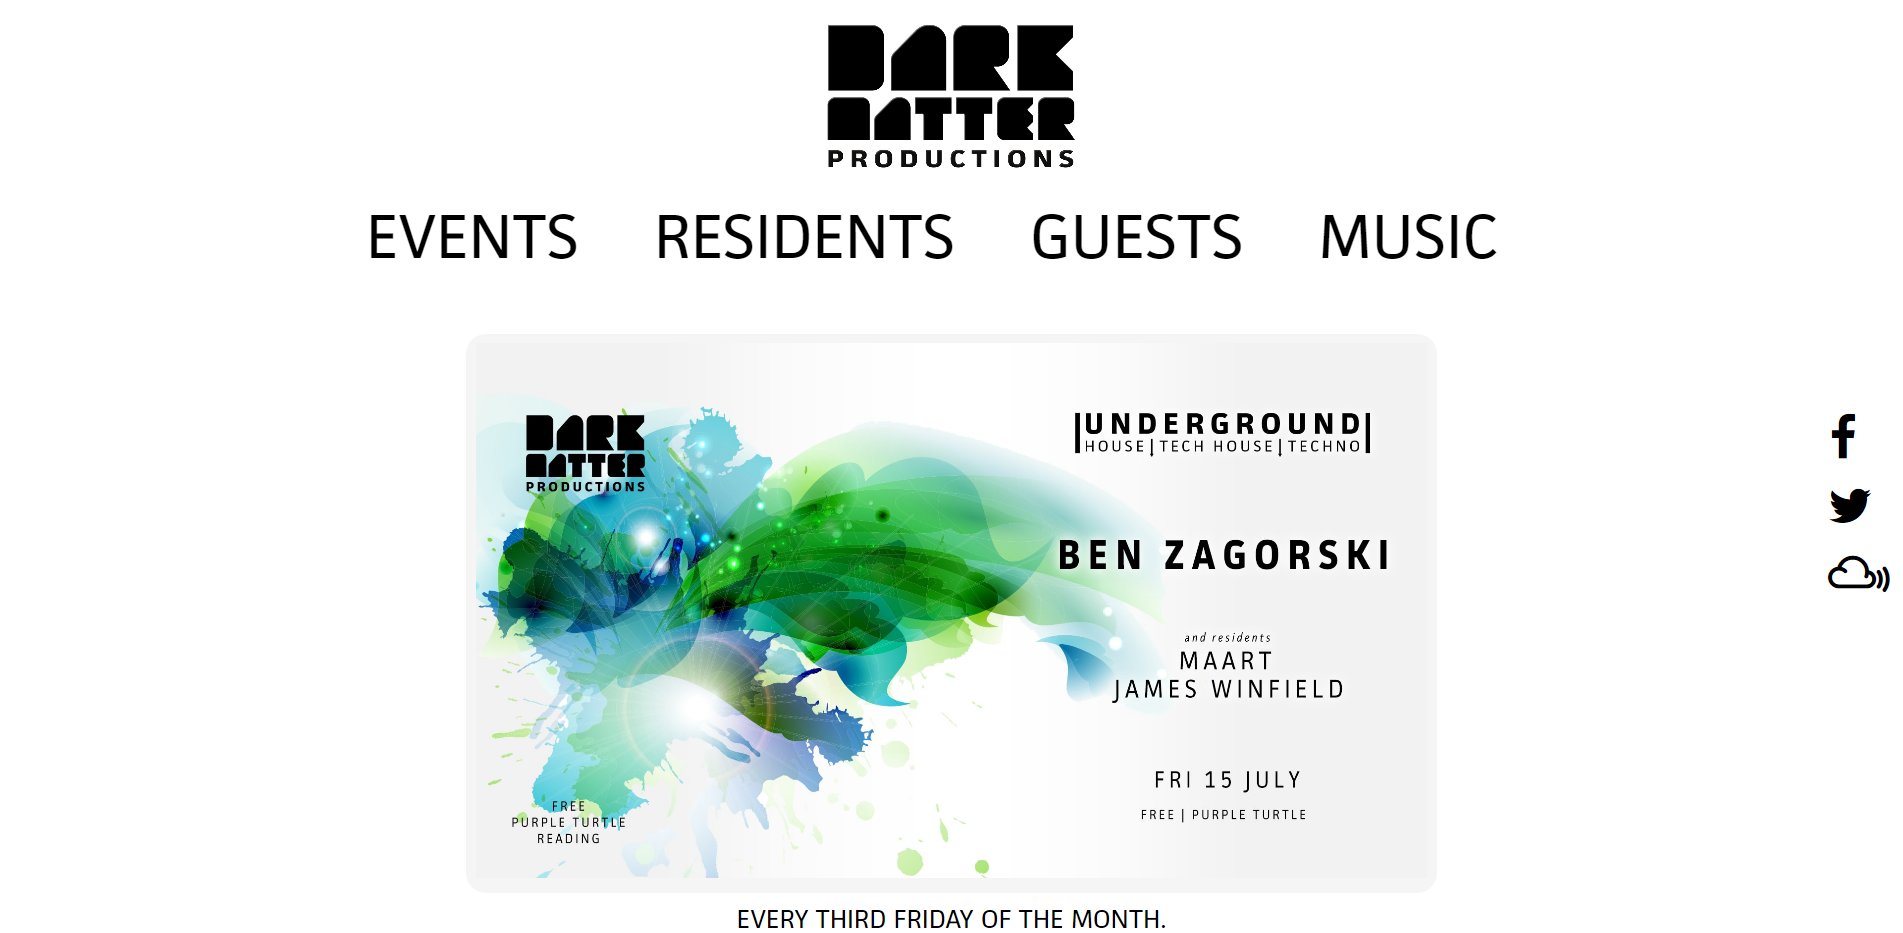 DARK
MATTER
PRODUCTIONS
EVENTS RESIDENTS GUESTS MUSIC
DARK
MATTER
PRODUCTIONS
|UNDERGROUND|
HOUSE|TECH HOUSE|TECHNO
BEN ZAGORSKI
and residents
MAART
JAMES WINFIELD
FRI 15 JULY
FREE | PURPLE TURTLE
FREE
PURPLE TURTLE
READING
EVERY THIRD FRIDAY OF THE MONTH.